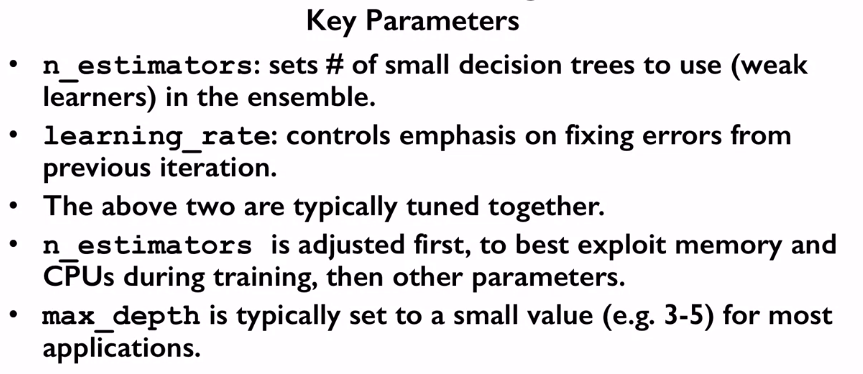 Key Parameters
• n_estimators: sets # of small decision trees to use (weak
learners) in the ensemble.
• learning_rate: controls emphasis on fixing errors from
previous iteration.
• The above two are typically tuned together.
• n_estimators is adjusted first, to best exploit memory and
CPUs during training, then other parameters.
• max_depth is typically set to a small value (e.g. 3-5) for most
applications.